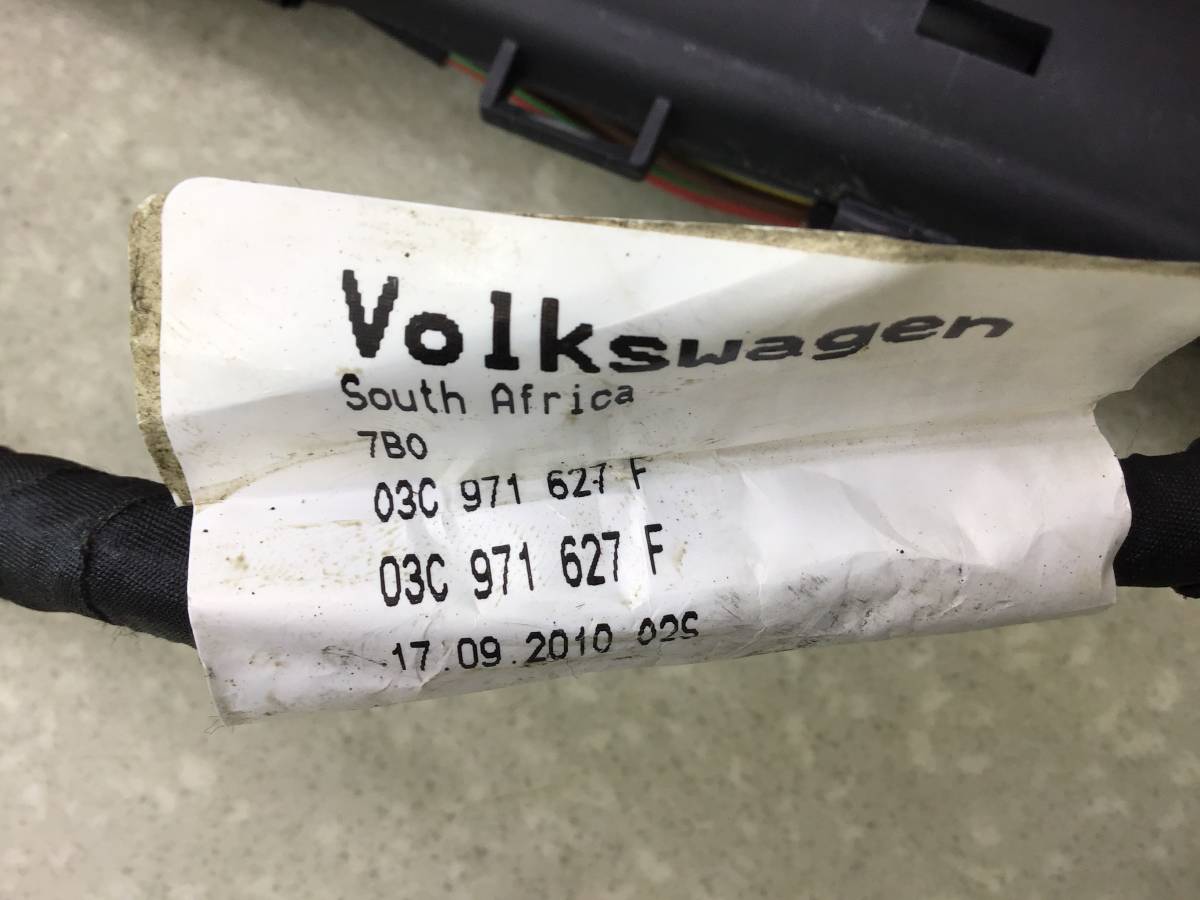 Volkswagen
South Africa
7B0
03C 971 627 F
03C 971 627 F
17.09.2010